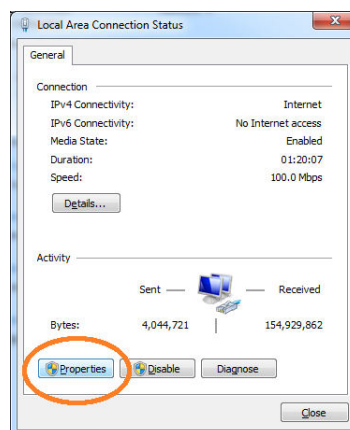 Local Area Connection Status
General
Connection
IPv4 Connectivity: Internet
IPv6 Connectivity: No Internet access
Media State: Enabled
Duration: 01:20:07
Speed: 100.0 Mbps
Details...
Activity
Sent — — Received
Bytes: 4,044,721 | 154,929,862
Properties Disable Diagnose
Close